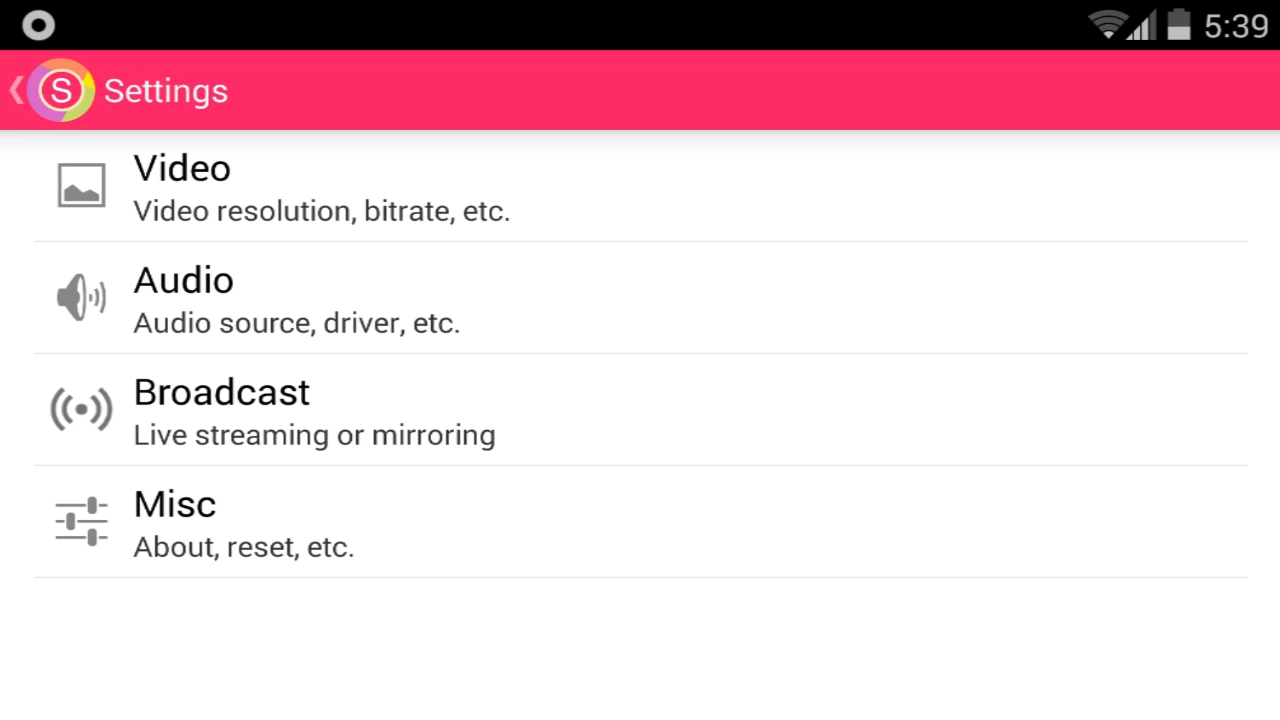 5:39
S Settings
Video
Video resolution, bitrate, etc.
Audio
Audio source, driver, etc.
Broadcast
Live streaming or mirroring
Misc
About, reset, etc.